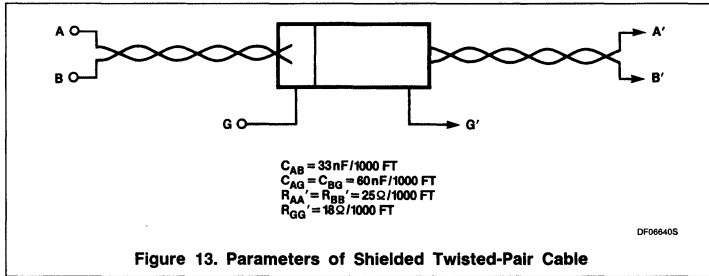 A A'
B B'
G G'
C_AB = 33nF/1000 FT
C_AG = C_BG = 60nF/1000 FT
R_AA' = R_BB' = 25Ω/1000 FT
R_GG' = 18Ω/1000 FT
DF06640S
Figure 13. Parameters of Shielded Twisted-Pair Cable